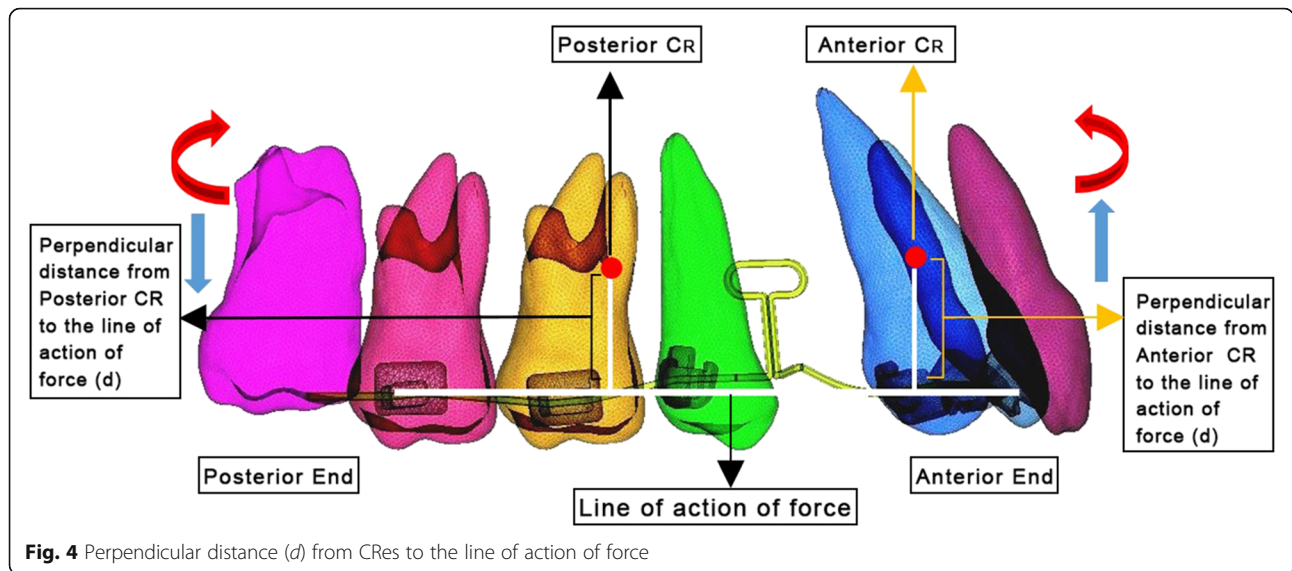 Posterior CR
Anterior CR
Perpendicular
distance from
Posterior CR
to the line of
action of
force (d)
Perpendicular
distance from
Anterior CR
to the line of
action of
force (d)
Posterior End
Anterior End
Line of action of force
Fig. 4 Perpendicular distance (d) from CRes to the line of action of force